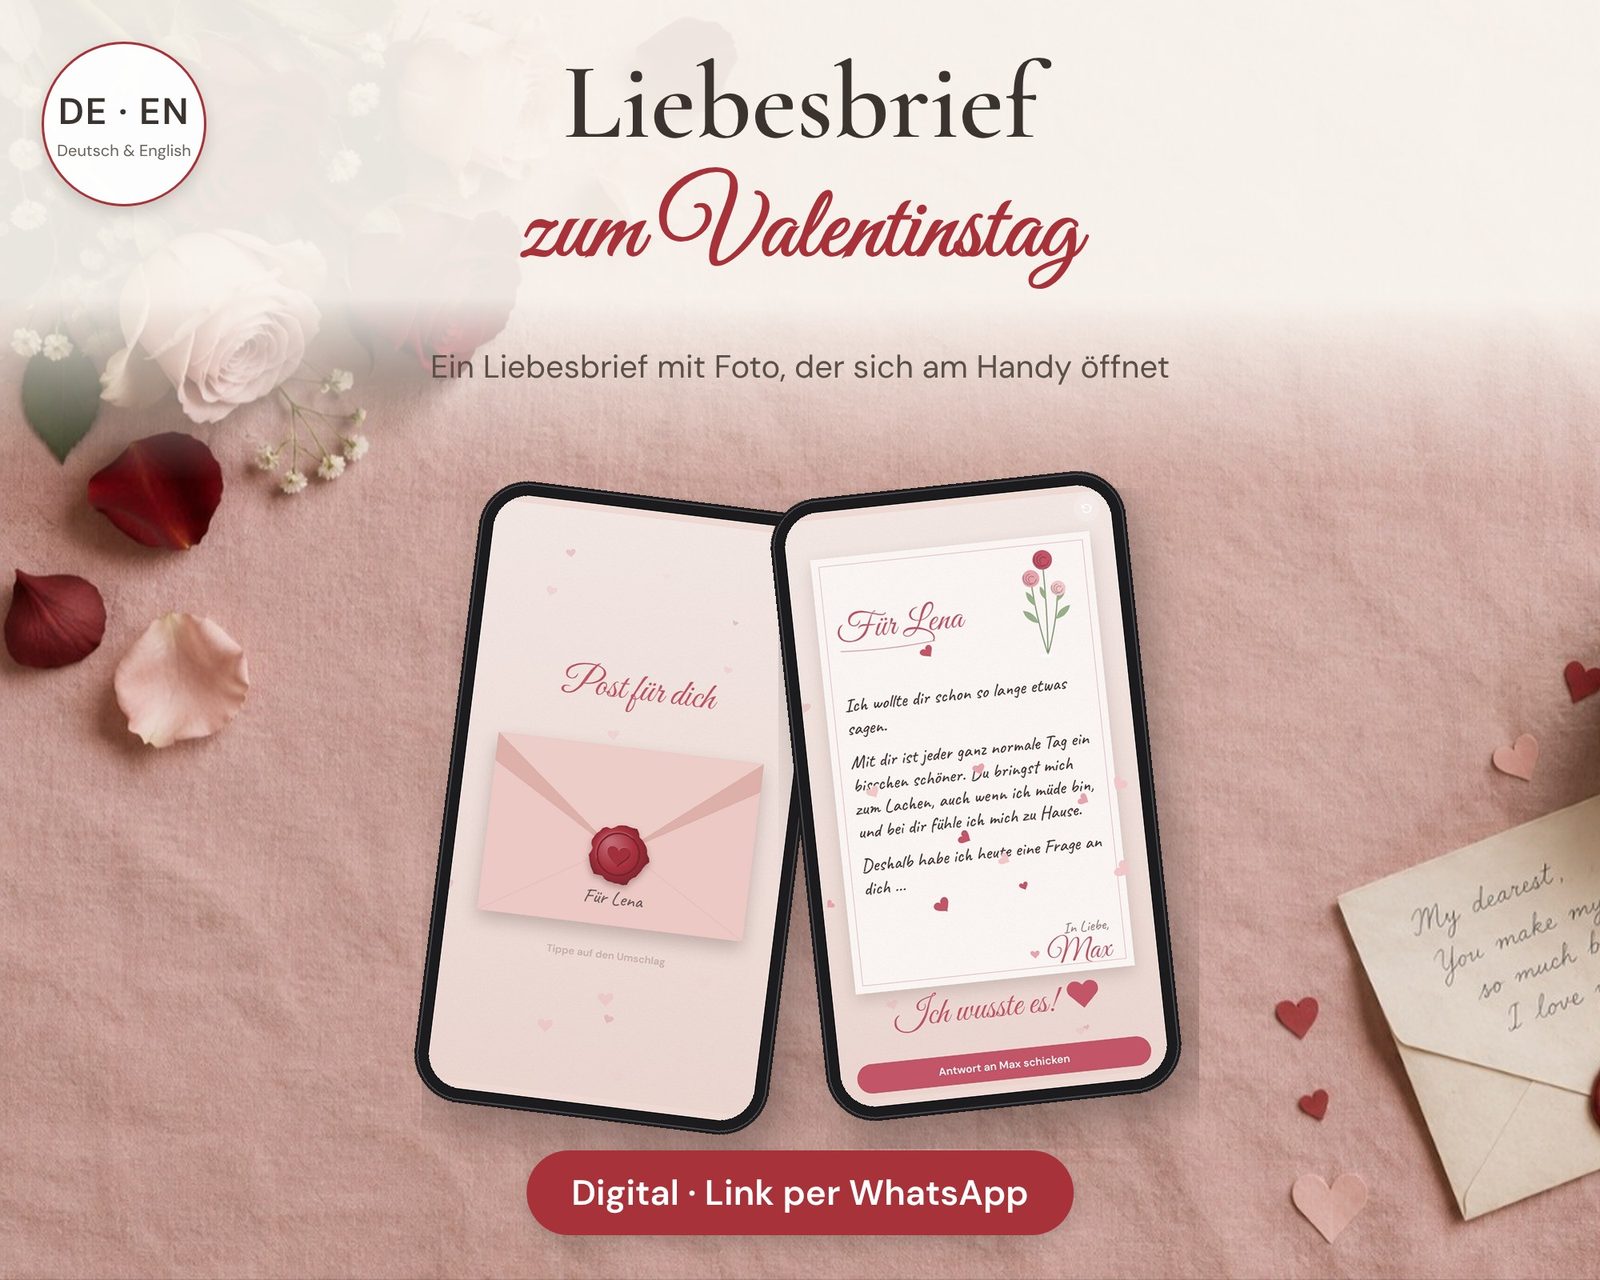 DE · EN
Deutsch & English
Liebesbrief
zum Valentinstag
Ein Liebesbrief mit Foto, der sich am Handy öffnet
Post für dich
Für Lena
Tippe auf den Umschlag
Für Lena
Ich wollte dir schon so lange etwas
sagen.
Mit dir ist jeder ganz normale Tag ein
bisschen schöner. Du bringst mich
zum Lachen, auch wenn ich müde bin,
und bei dir fühle ich mich zu Hause.
Deshalb habe ich heute eine Frage an
dich ...
In Liebe,
Max
Ich wusste es!
Antwort an Max schicken
My dearest,
You make my
so much
I love
Digital · Link per WhatsApp